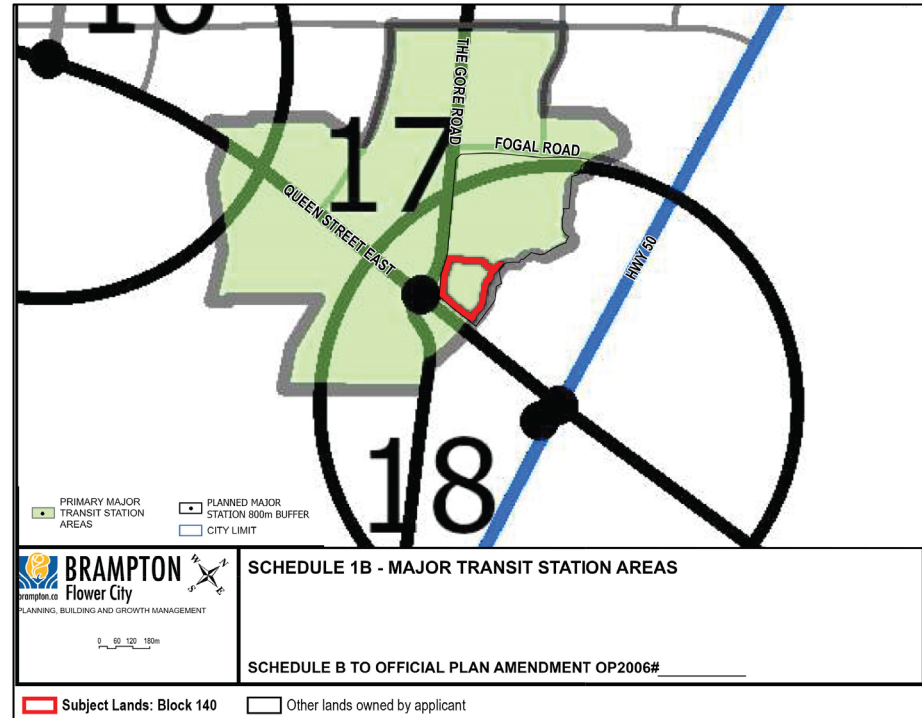 16
17
THE GORE ROAD
FOGAL ROAD
QUEEN STREET EAST
HWY 50
18
PRIMARY MAJOR
TRANSIT STATION
AREAS
PLANNED MAJOR
STATION 800m BUFFER
CITY LIMIT
brampton.ca
BRAMPTON
Flower City
W N
S E
PLANNING, BUILDING AND GROWTH MANAGEMENT
0 60 120 180m
SCHEDULE 1B - MAJOR TRANSIT STATION AREAS
SCHEDULE B TO OFFICIAL PLAN AMENDMENT OP2006#__________
Subject Lands: Block 140
Other lands owned by applicant